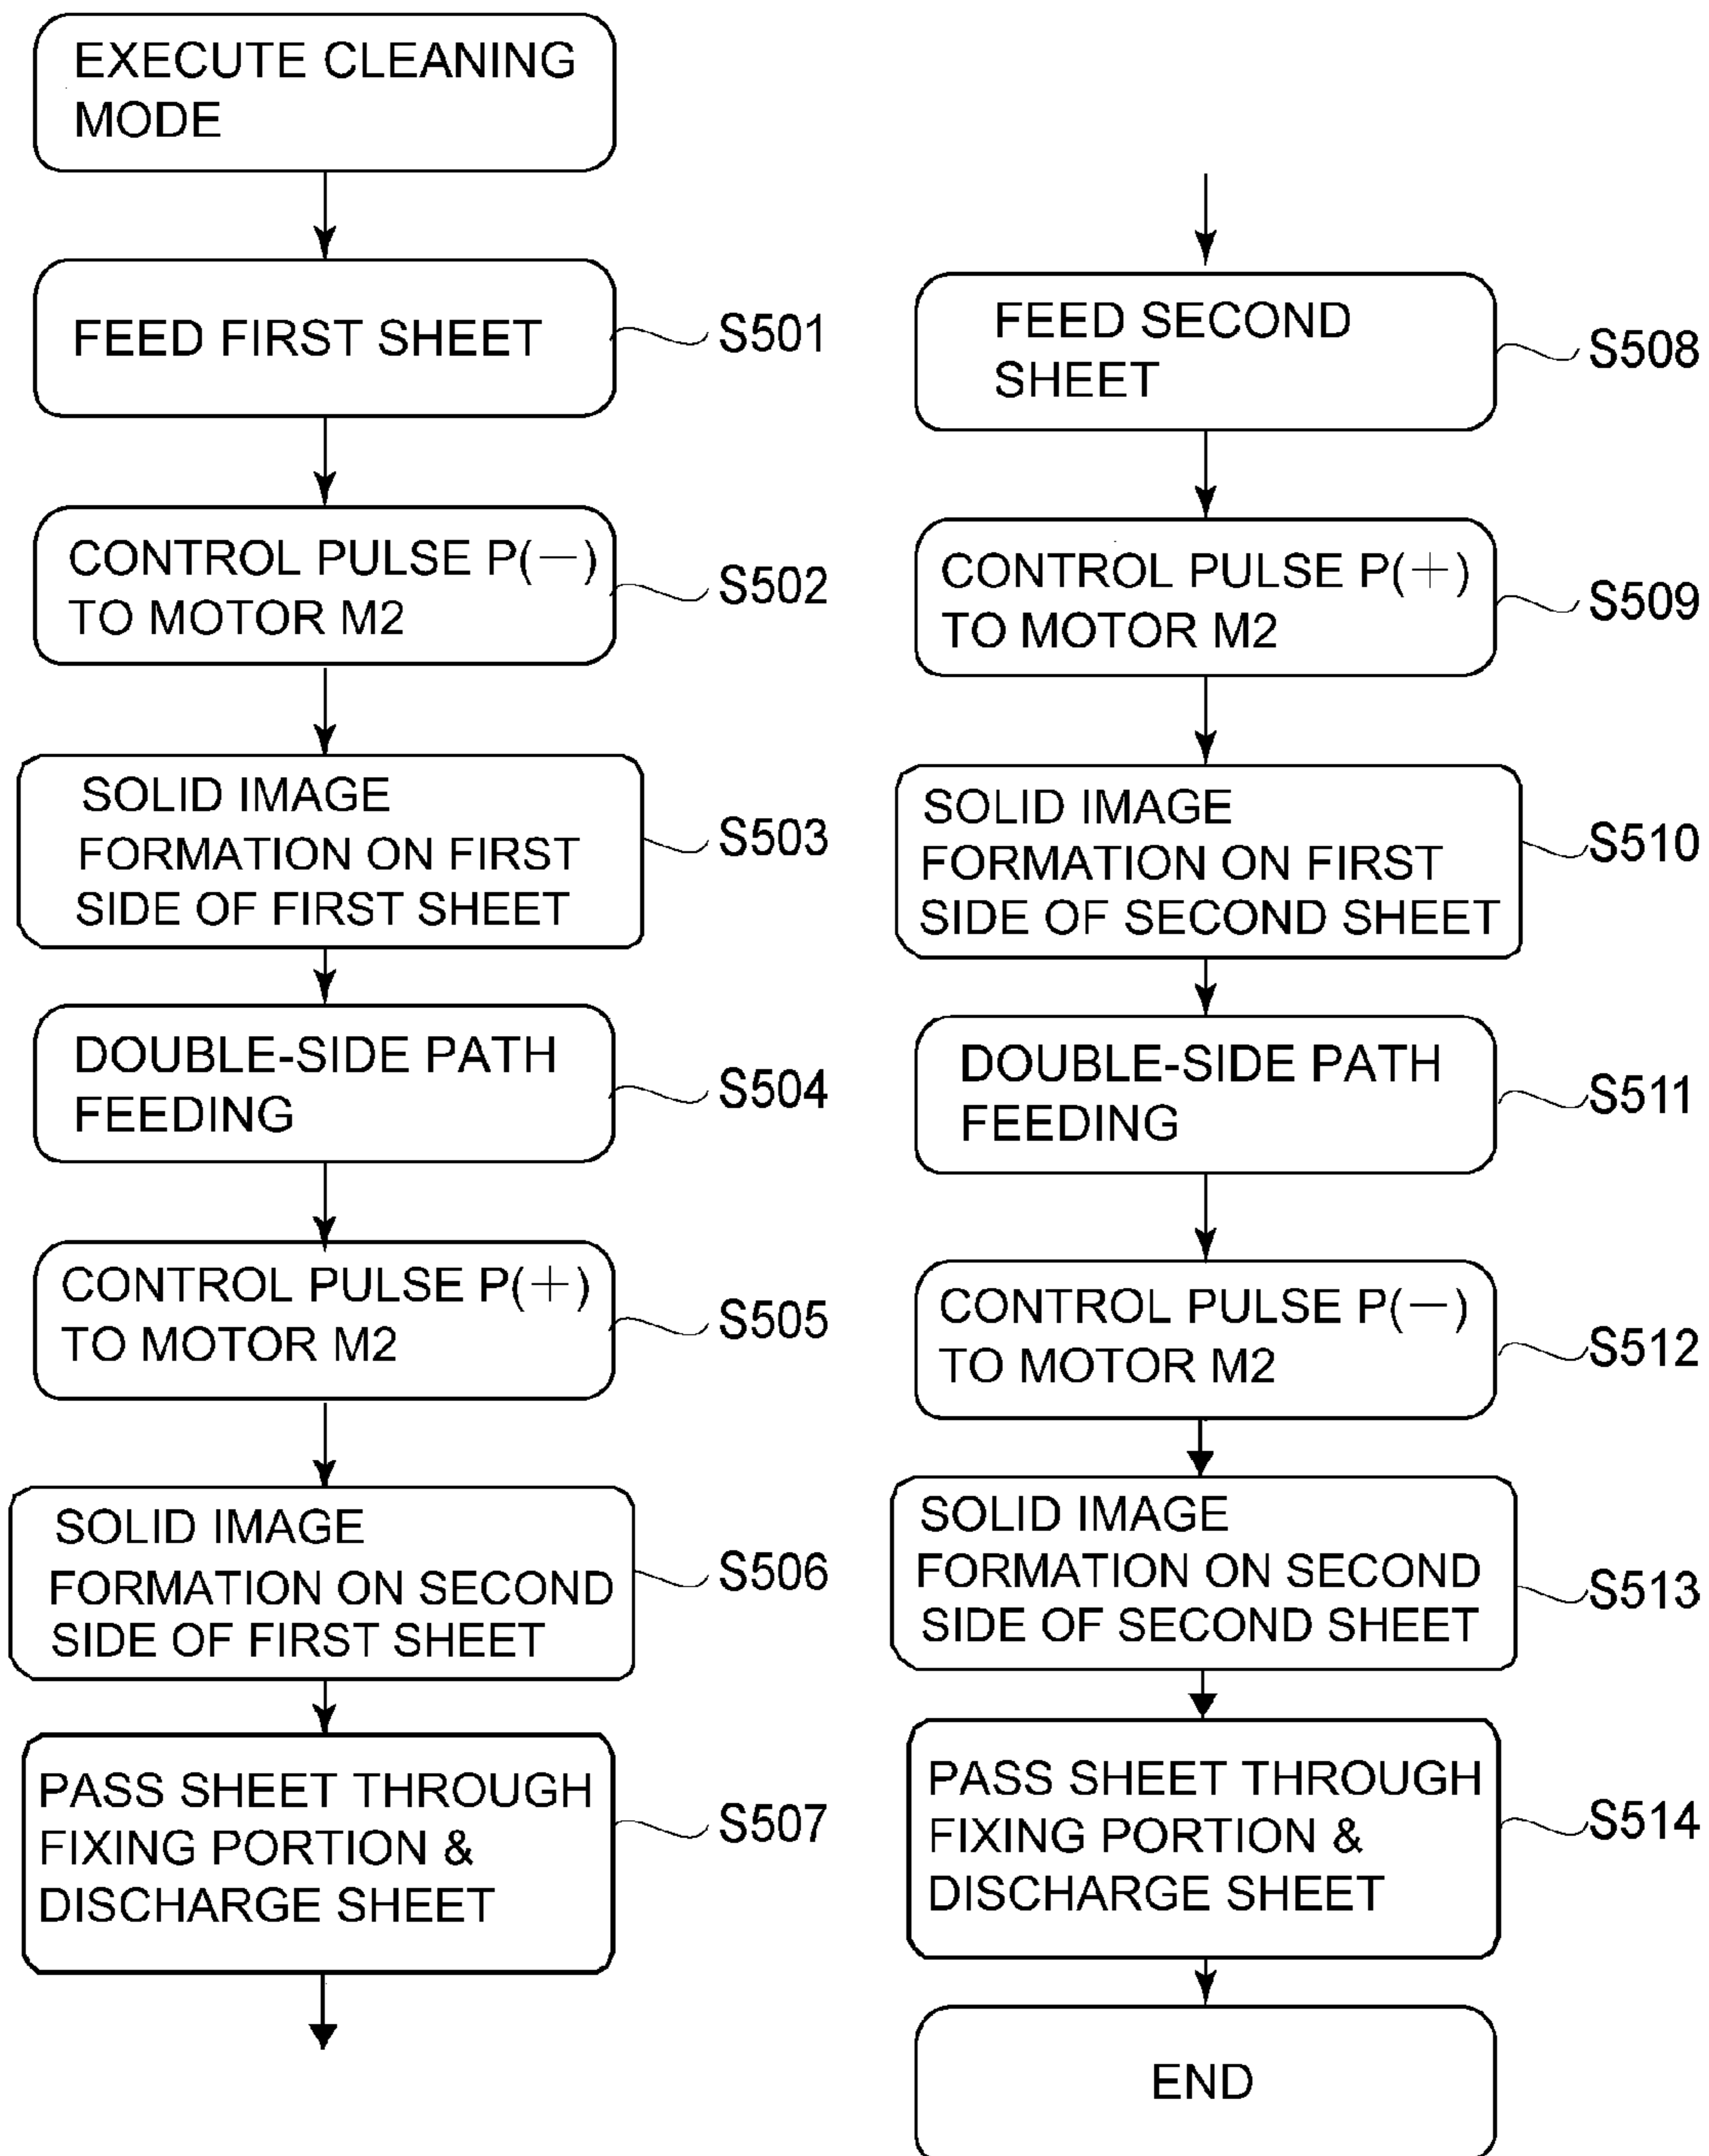 EXECUTE CLEANING
MODE
FEED FIRST SHEET
S501
CONTROL PULSE P(—)
TO MOTOR M2
S502
SOLID IMAGE
FORMATION ON FIRST
SIDE OF FIRST SHEET
S503
DOUBLE-SIDE PATH
FEEDING
S504
CONTROL PULSE P(+)
TO MOTOR M2
S505
SOLID IMAGE
FORMATION ON SECOND
SIDE OF FIRST SHEET
S506
PASS SHEET THROUGH
FIXING PORTION &
DISCHARGE SHEET
S507
FEED SECOND
SHEET
S508
CONTROL PULSE P(+)
TO MOTOR M2
S509
SOLID IMAGE
FORMATION ON FIRST
SIDE OF SECOND SHEET
S510
DOUBLE-SIDE PATH
FEEDING
S511
CONTROL PULSE P(—)
TO MOTOR M2
S512
SOLID IMAGE
FORMATION ON SECOND
SIDE OF SECOND SHEET
S513
PASS SHEET THROUGH
FIXING PORTION &
DISCHARGE SHEET
S514
END